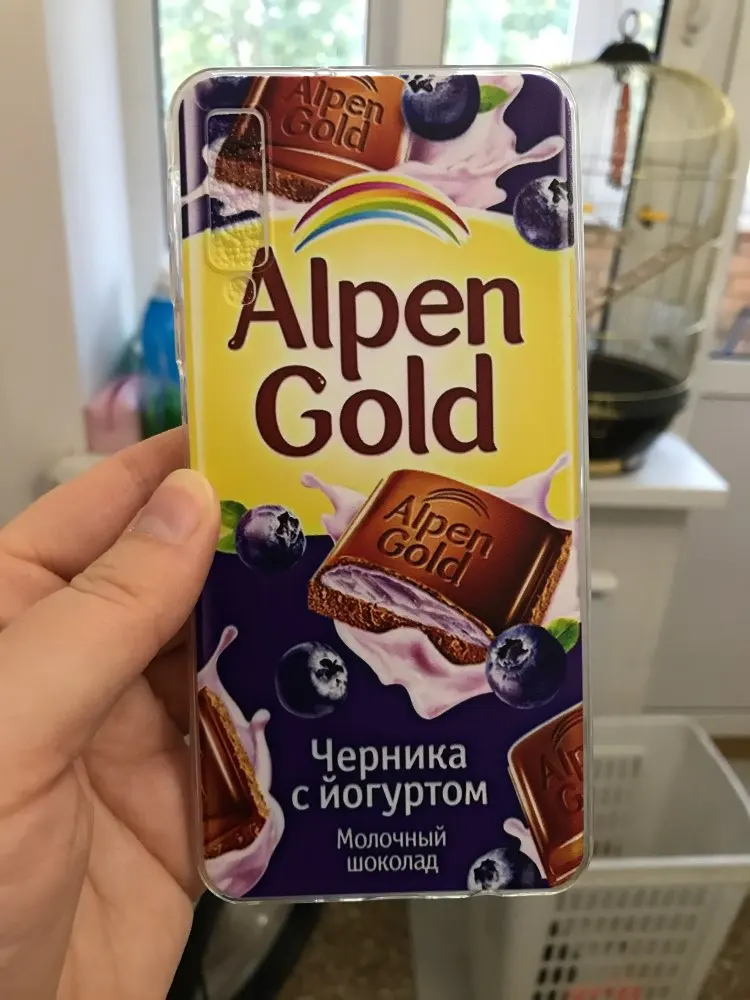 Alpen
Gold
Alpen
Gold
Alpen
Gold
Черника
с йогуртом
Молочный
шоколад